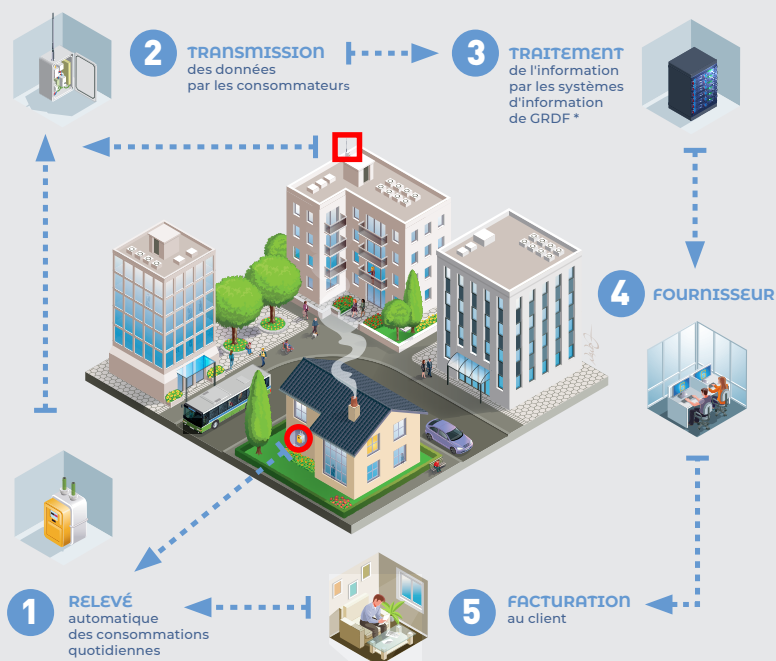 2
TRANSMISSION
des données
par les consommateurs
3
TRAITEMENT
de l'information
par les systèmes
d'information
de GRDF *
4
FOURNISSEUR
1
RELEVÉ
automatique
des consommations
quotidiennes
5
FACTURATION
au client